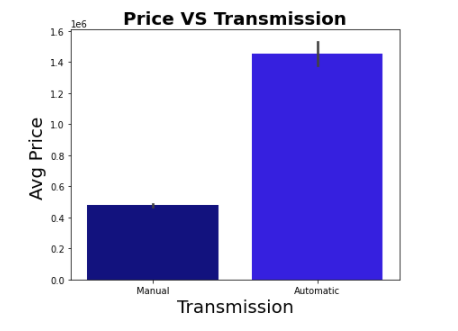 Price VS Transmission
1e6
1.6
1.4
1.2
1.0
0.8
0.6
0.4
0.2
0.0
Avg Price
Manual Automatic
Transmission